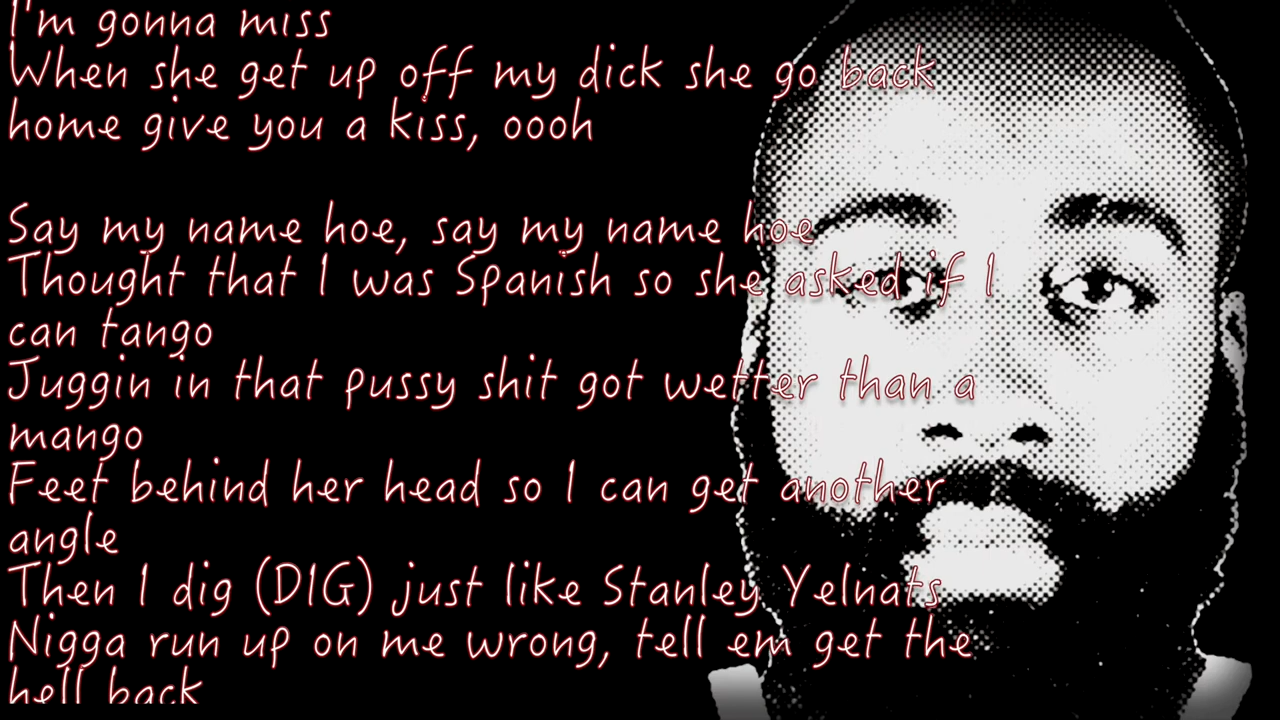 I'm gonna miss
When she get up off my dick she go back
home give you a kiss, oooh
Say my name hoe, say my name hoe
Thought that I was Spanish so she asked if I
can tango
Juggin in that pussy shit got wetter than a
mango
Feet behind her head so I can get another
angle
Then I dig (DIG) just like Stanley Yelnats
Nigga run up on me wrong, tell em get the
hell back